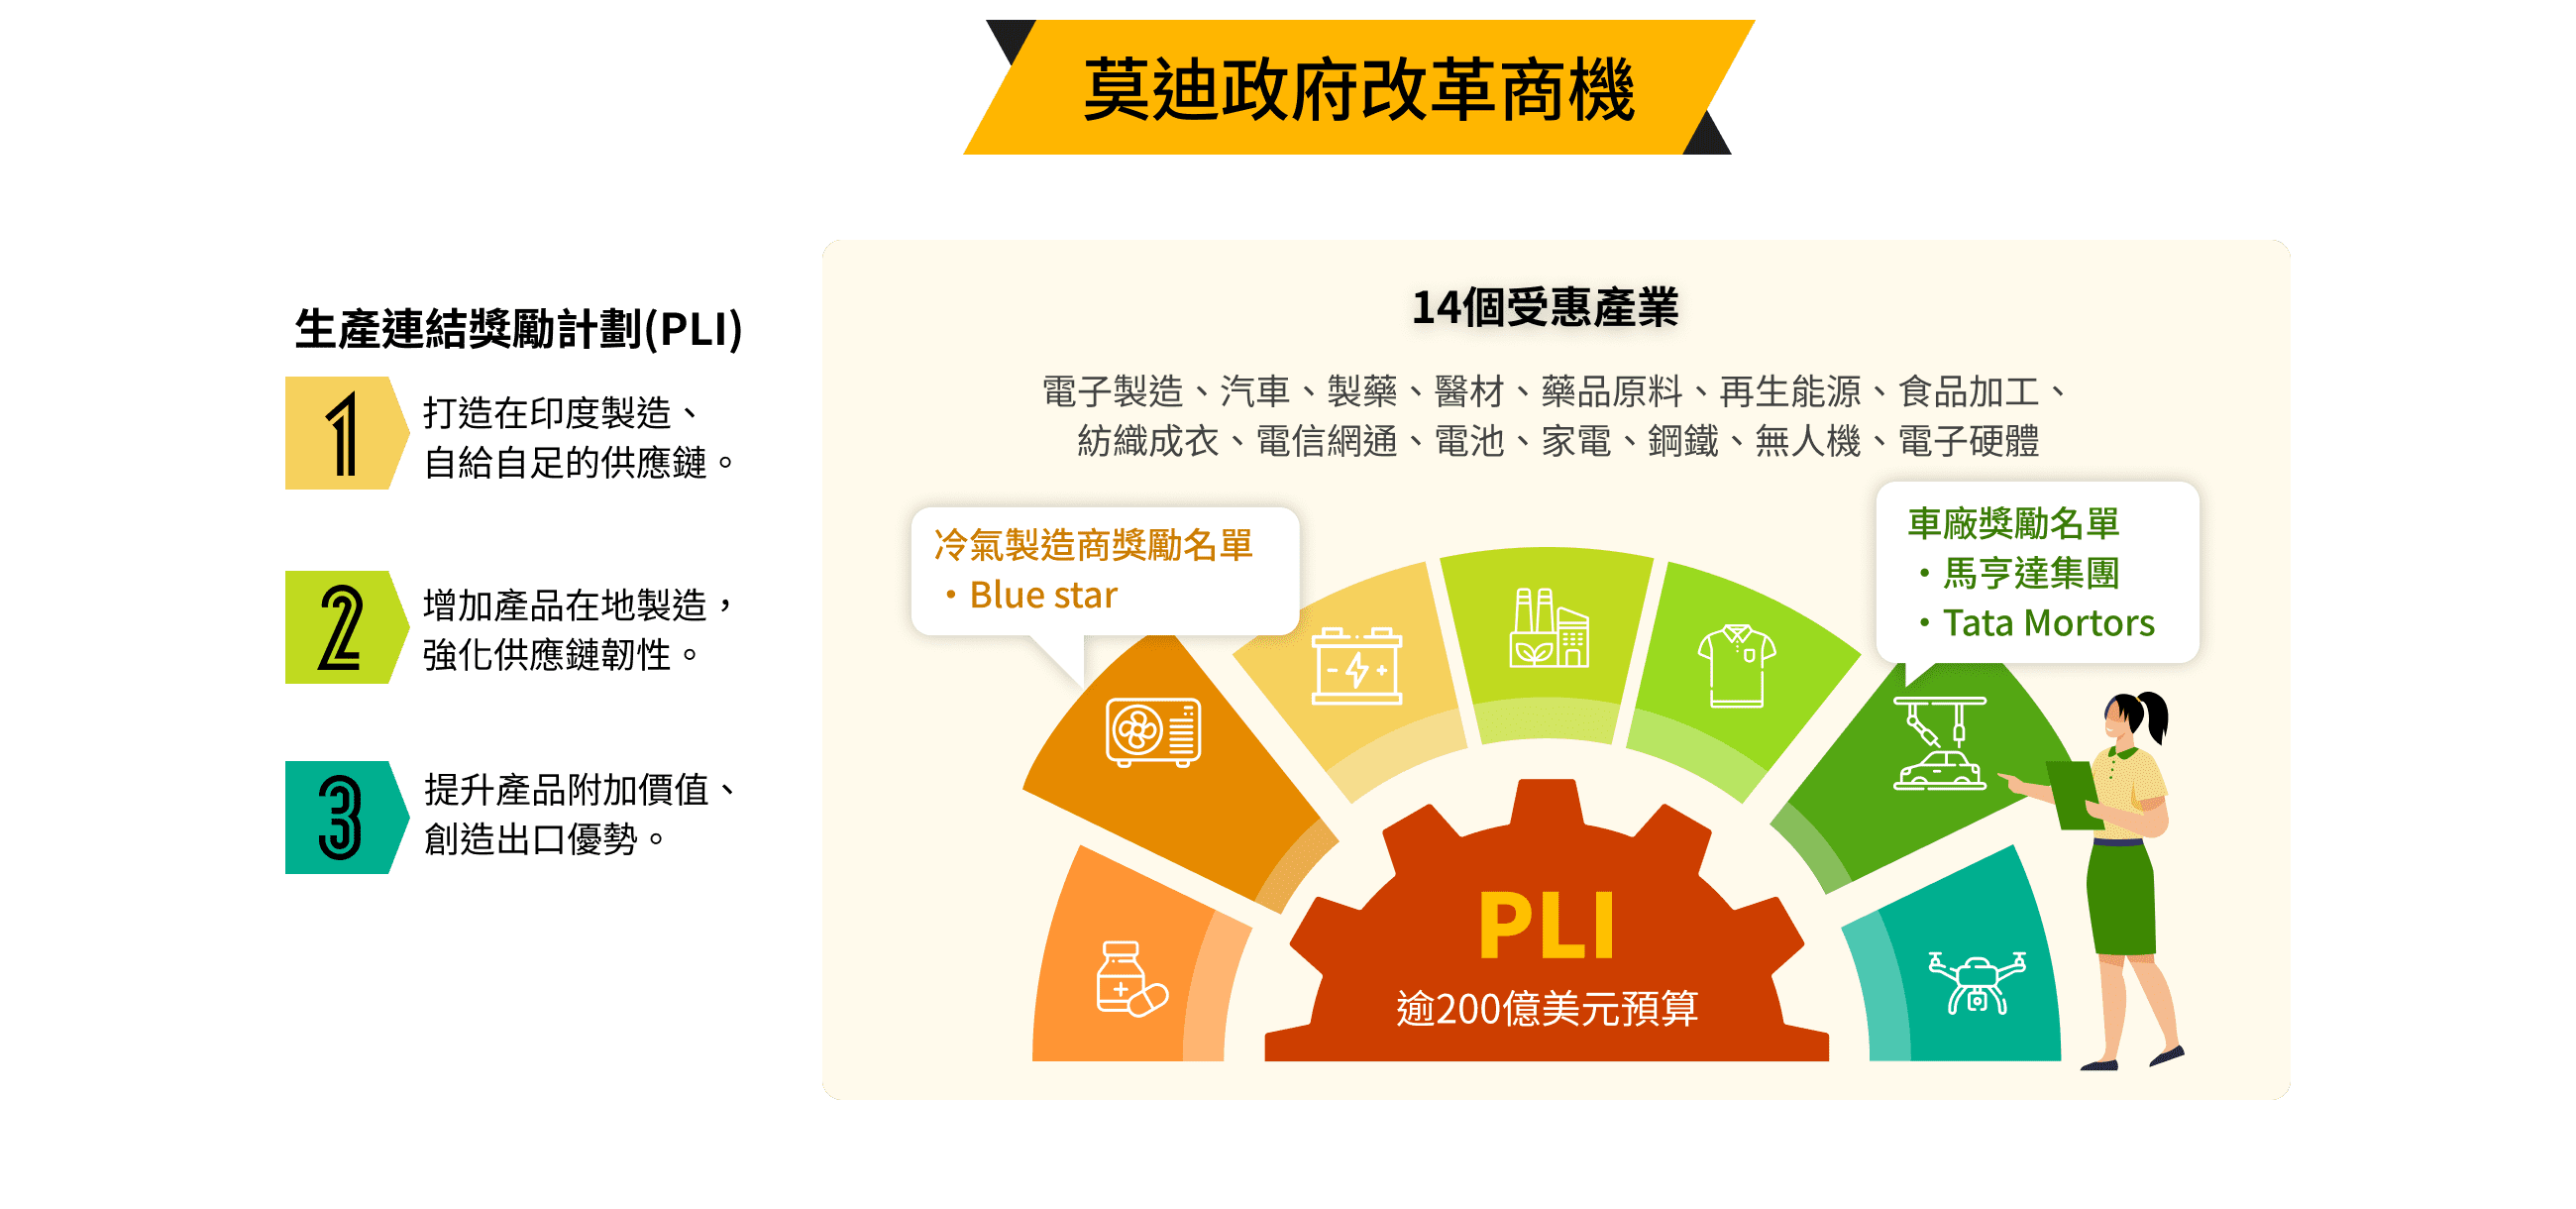 莫迪政府改革商機
生產連結獎勵計劃(PLI)
1
打造在印度製造、
自給自足的供應鏈。
2
增加產品在地製造，
強化供應鏈韌性。
3
提升產品附加價值、
創造出口優勢。
14個受惠產業
電子製造、汽車、製藥、醫材、藥品原料、再生能源、食品加工、
紡織成衣、電信網通、電池、家電、鋼鐵、無人機、電子硬體
冷氣製造商獎勵名單
・Blue star
車廠獎勵名單
・馬亨達集團
・Tata Mortors
PLI
逾200億美元預算